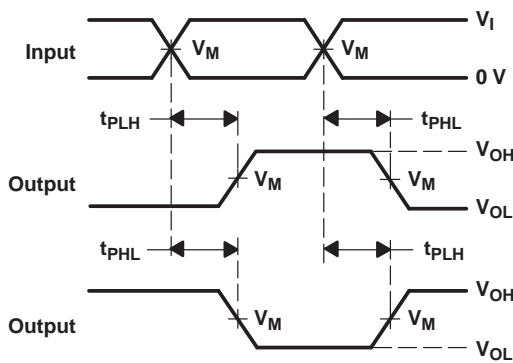 V_I
Input V_M V_M
0 V
t_PLH t_PHL
V_OH
Output V_M V_M
V_OL
t_PHL t_PLH
V_OH
Output V_M V_M
V_OL